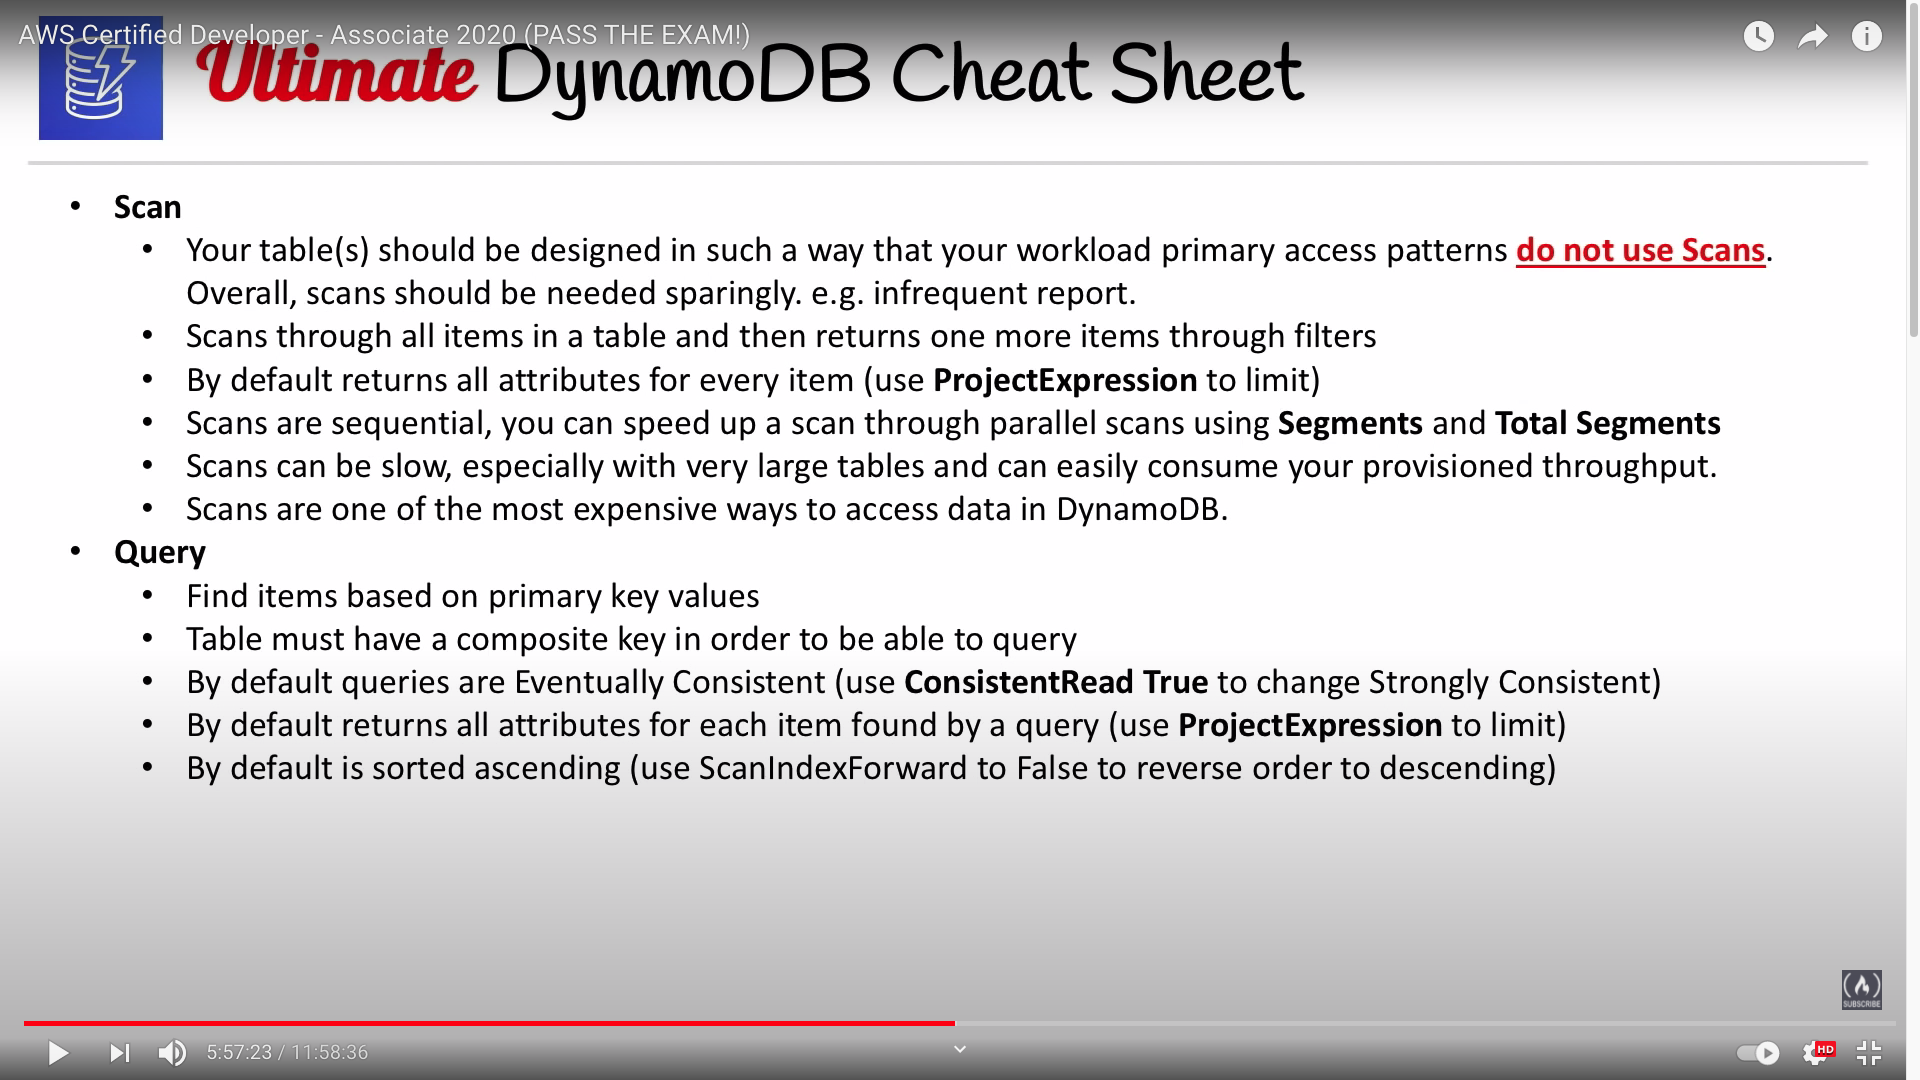 AWS Certified Developer - Associate 2020 (PASS THE EXAM!)
Ultimate DynamoDB Cheat Sheet
• Scan
• Your table(s) should be designed in such a way that your workload primary access patterns do not use Scans.
Overall, scans should be needed sparingly. e.g. infrequent report.
• Scans through all items in a table and then returns one more items through filters
• By default returns all attributes for every item (use ProjectExpression to limit)
• Scans are sequential, you can speed up a scan through parallel scans using Segments and Total Segments
• Scans can be slow, especially with very large tables and can easily consume your provisioned throughput.
• Scans are one of the most expensive ways to access data in DynamoDB.
• Query
• Find items based on primary key values
• Table must have a composite key in order to be able to query
• By default queries are Eventually Consistent (use ConsistentRead True to change Strongly Consistent)
• By default returns all attributes for each item found by a query (use ProjectExpression to limit)
• By default is sorted ascending (use ScanIndexForward to False to reverse order to descending)
SUBSCRIBE
5:57:23 / 11:58:36
HD